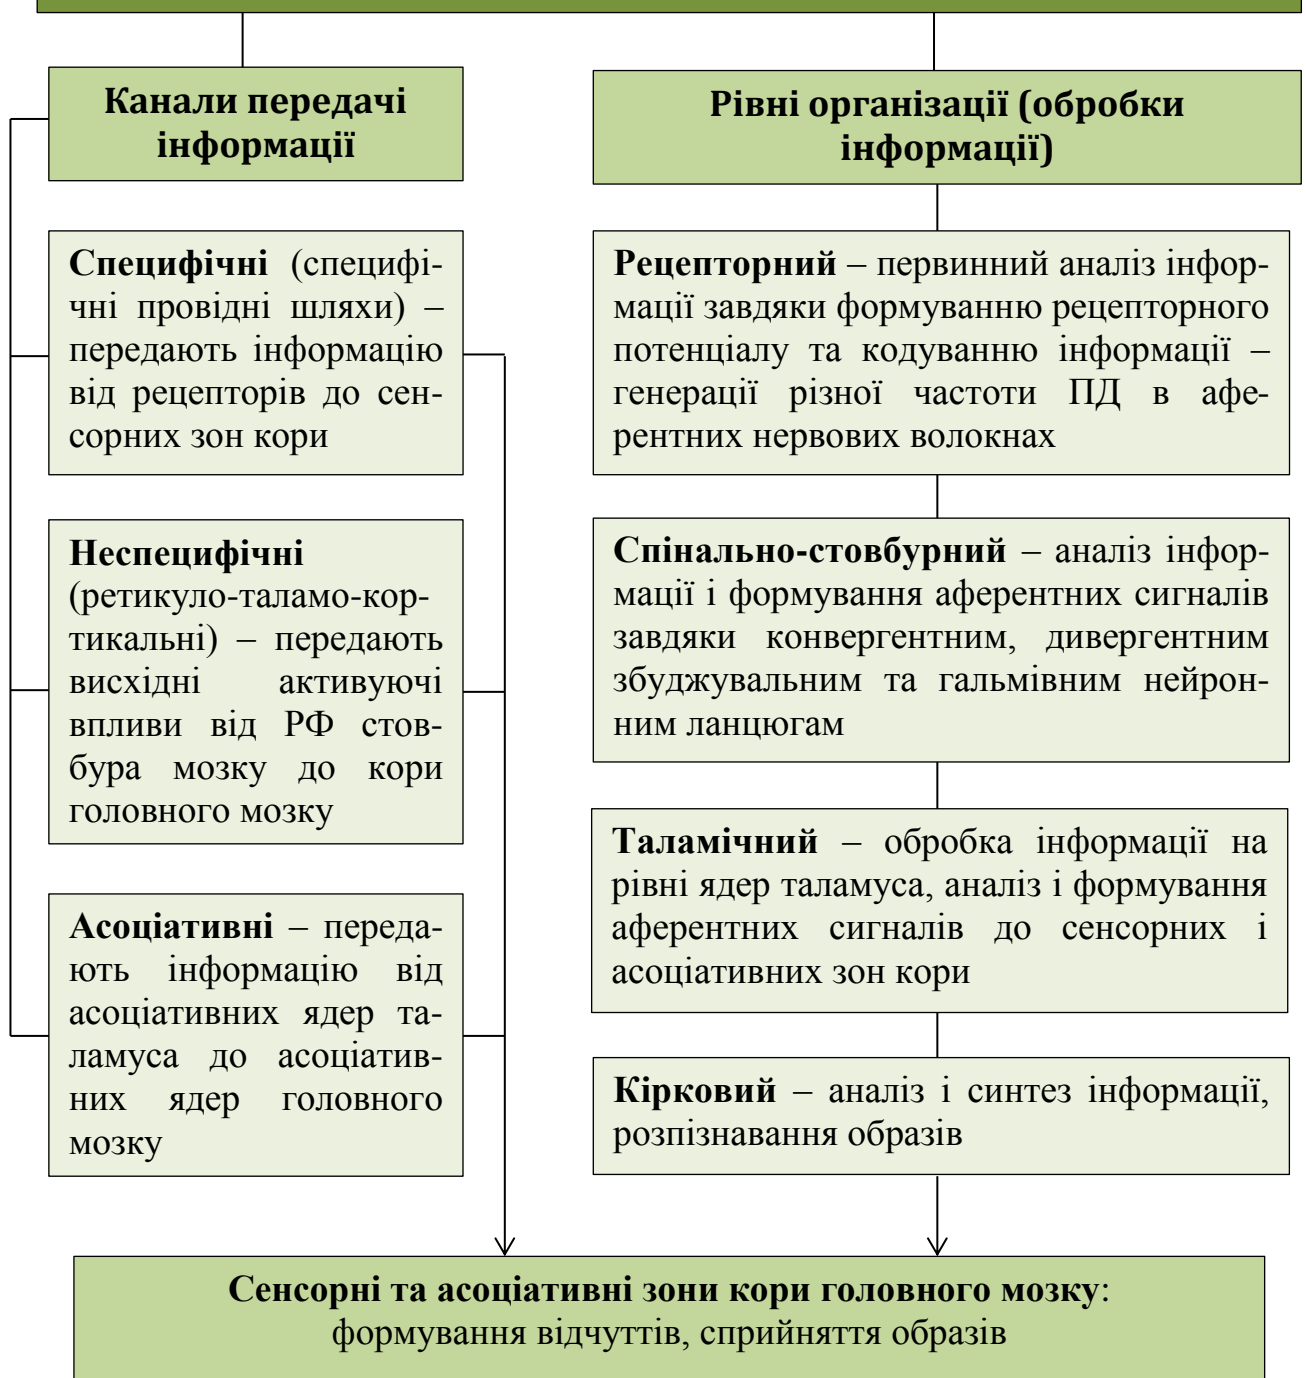 Канали передачі
інформації
Специфічні (специфі-
чні провідні шляхи) –
передають інформацію
від рецепторів до сен-
сорних зон кори
Неспецифічні
(ретикуло-таламо-кор-
тикальні) – передають
висхідні активуючі
впливи від РФ стов-
бура мозку до кори
головного мозку
Асоціативні – переда-
ють інформацію від
асоціативних ядер та-
ламуса до асоціатив-
них ядер головного
мозку
Рівні організації (обробки
інформації)
Рецепторний – первинний аналіз інфор-
мації завдяки формуванню рецепторного
потенціалу та кодуванню інформації –
генерації різної частоти ПД в афе-
рентних нервових волокнах
Спінально-стовбурний – аналіз інфор-
мації і формування аферентних сигналів
завдяки конвергентним, дивергентним
збуджувальним та гальмівним нейрон-
ним ланцюгам
Таламічний – обробка інформації на
рівні ядер таламуса, аналіз і формування
аферентних сигналів до сенсорних і
асоціативних зон кори
Кірковий – аналіз і синтез інформації,
розпізнавання образів
Сенсорні та асоціативні зони кори головного мозку:
формування відчуттів, сприйняття образів